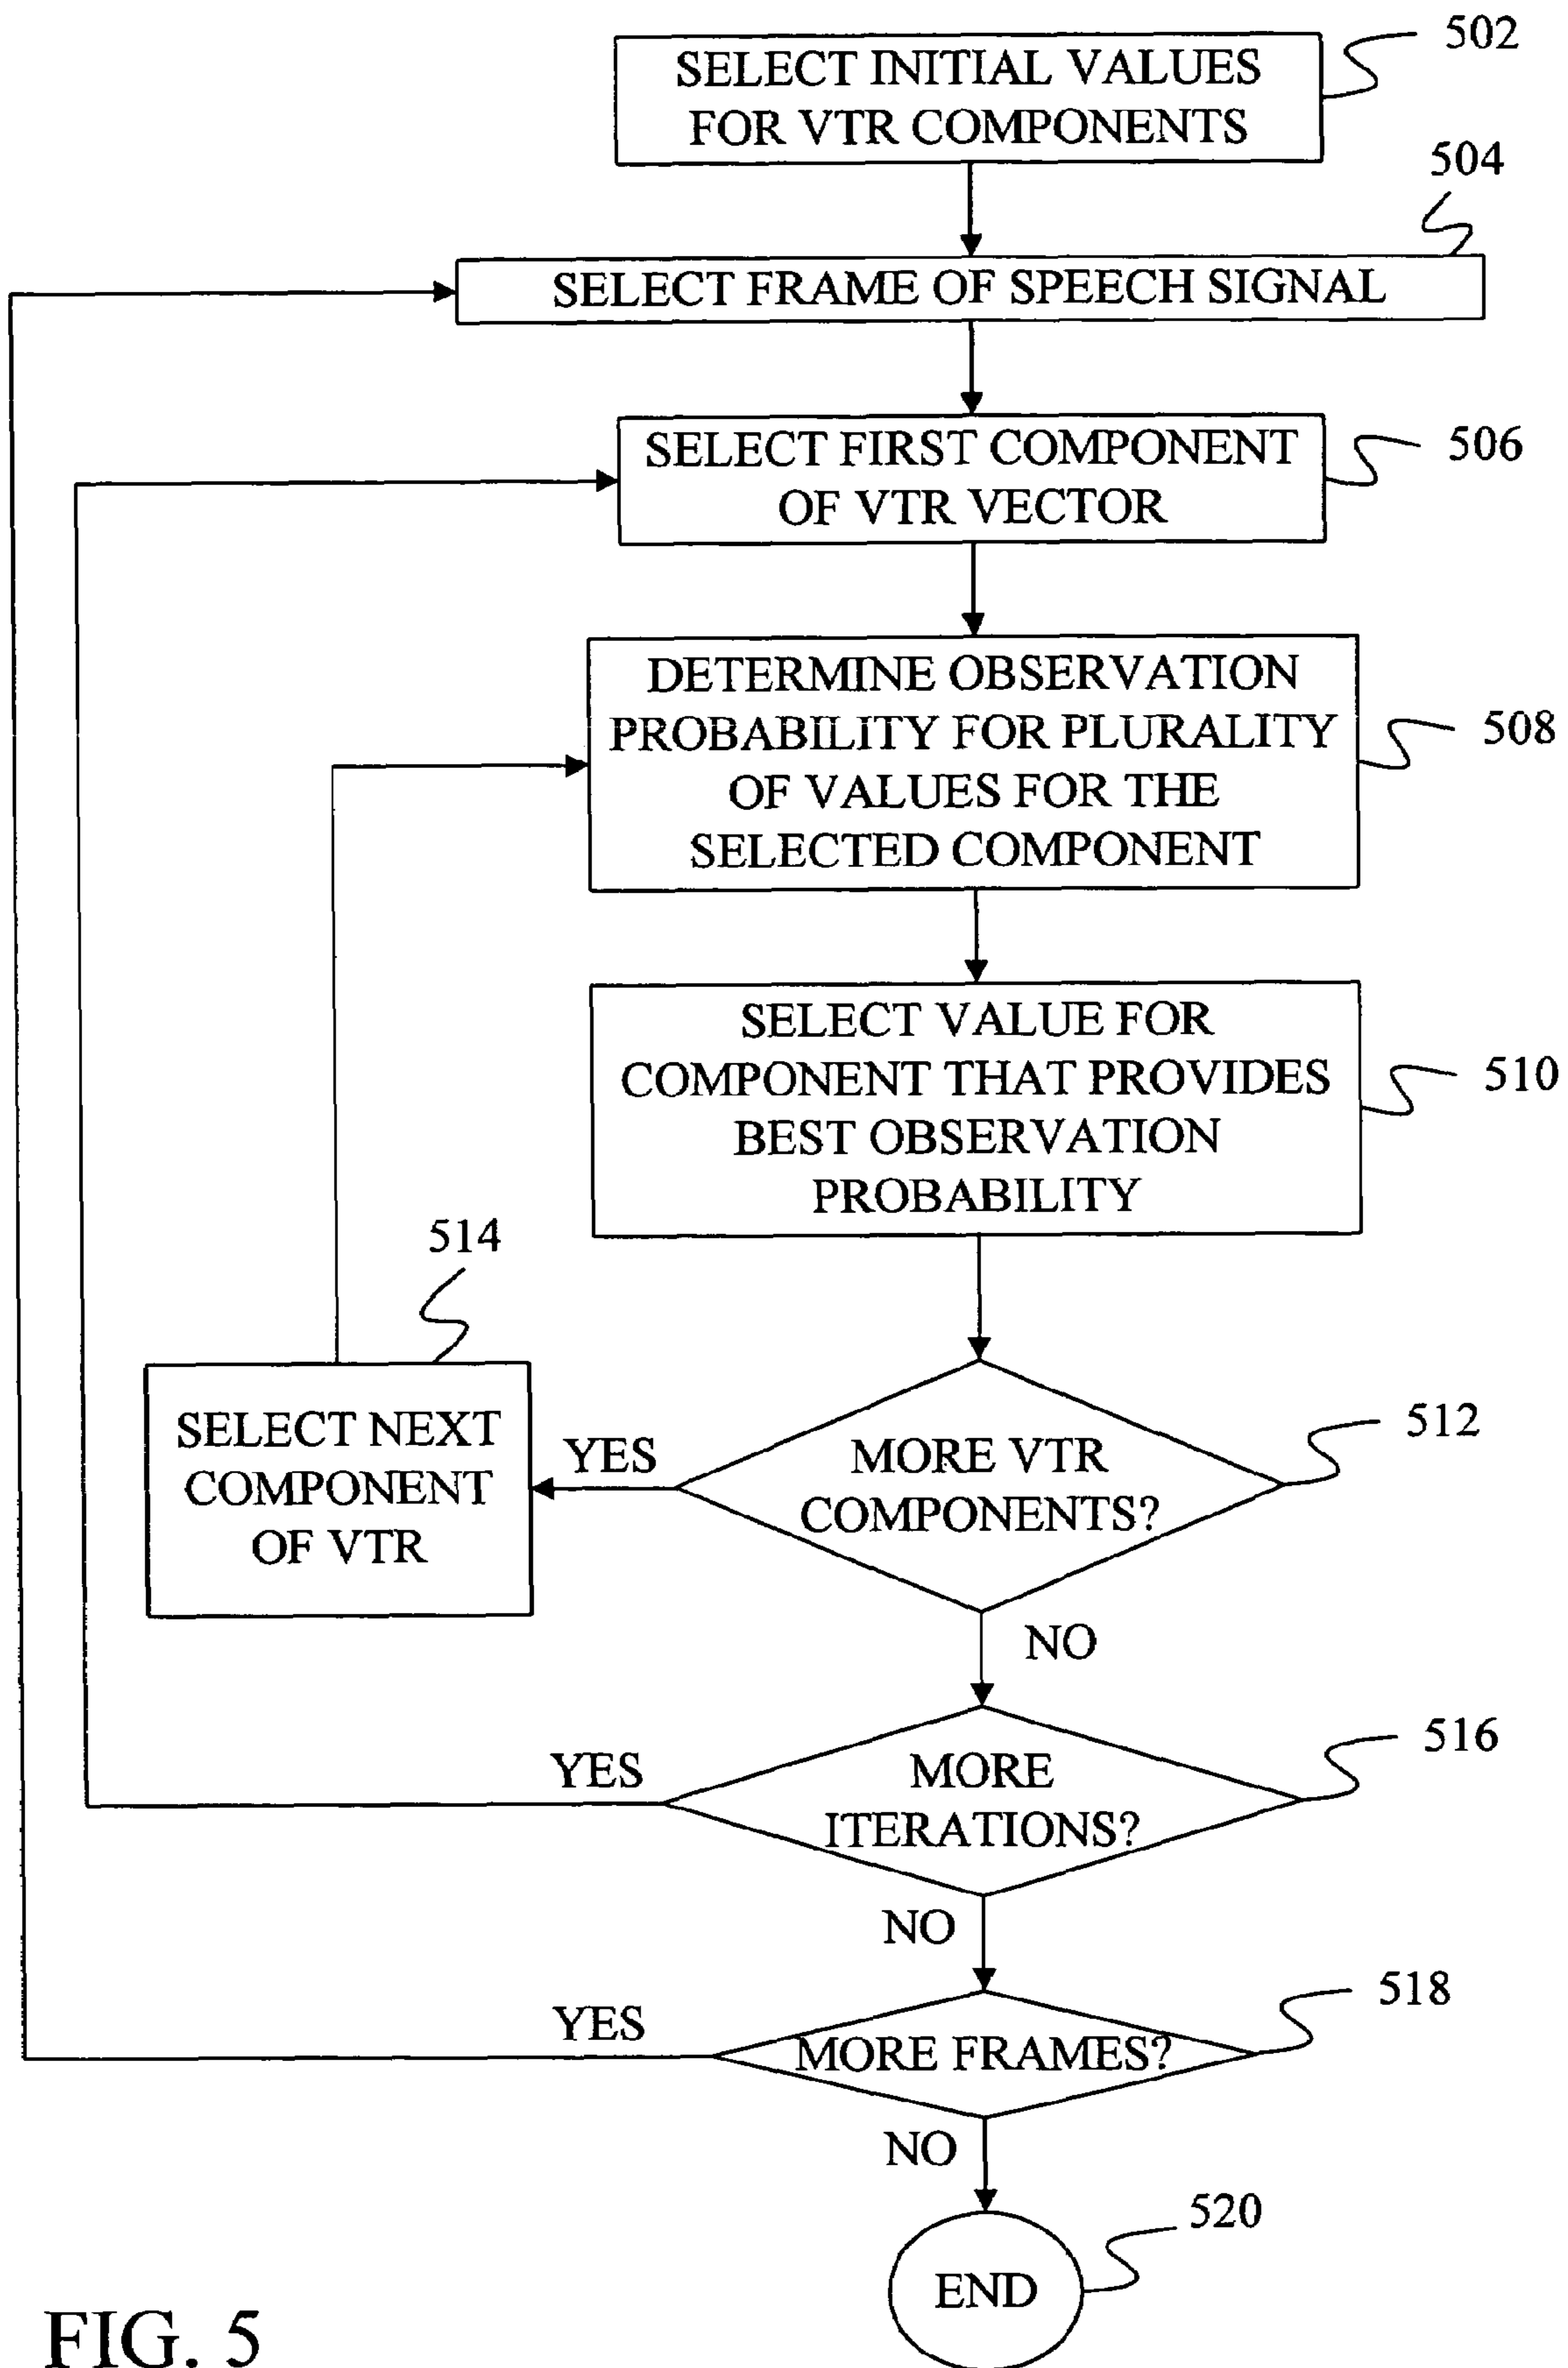 502
SELECT INITIAL VALUES
FOR VTR COMPONENTS
504
SELECT FRAME OF SPEECH SIGNAL
506
SELECT FIRST COMPONENT
OF VTR VECTOR
508
DETERMINE OBSERVATION
PROBABILITY FOR PLURALITY
OF VALUES FOR THE
SELECTED COMPONENT
510
SELECT VALUE FOR
COMPONENT THAT PROVIDES
BEST OBSERVATION
PROBABILITY
514
SELECT NEXT
COMPONENT
OF VTR
YES
512
MORE VTR
COMPONENTS?
NO
516
YES
MORE
ITERATIONS?
NO
518
YES
MORE FRAMES?
NO
520
END
FIG. 5